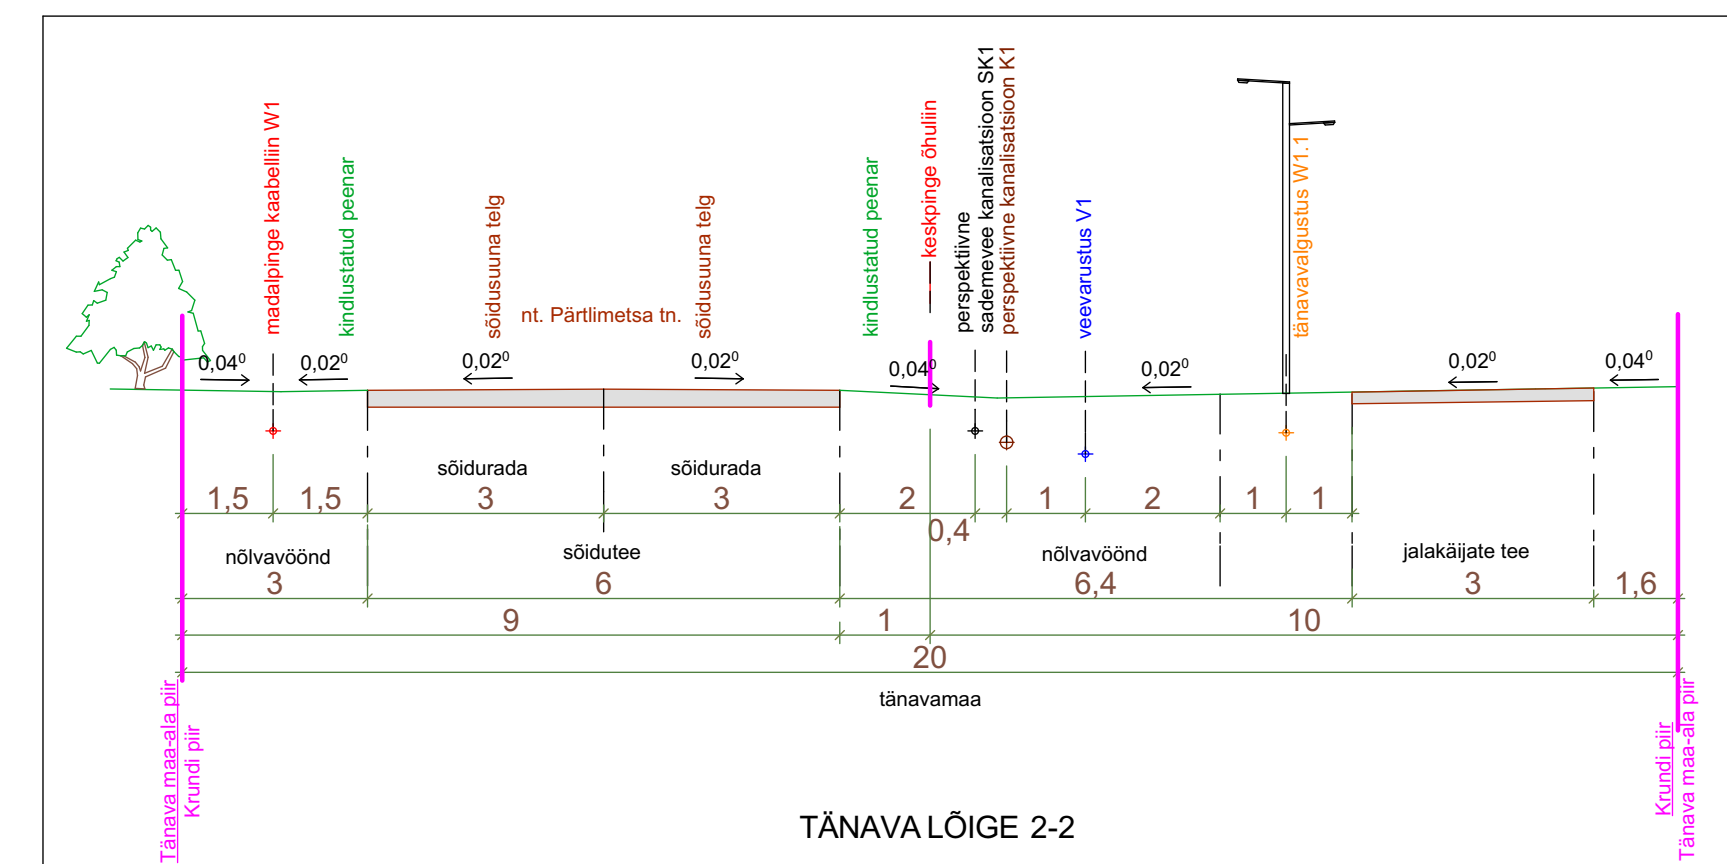 madalpinge kaabelliin W1
kindlustatud peenar
sõidusuuna telg
nt. Pärtlimetsa tn.
sõidusuuna telg
kindlustatud peenar
keskpinge õhuliin
perspektiivne
sademevee kanalisatsioon SK1
perspektiivne kanalisatsioon K1
veevarustus V1
tänavavalgustus W1.1
0,04⁰
0,02⁰
0,02⁰
0,02⁰
0,04⁰
0,02⁰
0,02⁰
0,04⁰
sõidurada
sõidurada
1,5
1,5
3
3
2
0,4
1
2
1
1
nõlvavöönd
sõidutee
nõlvavöönd
jalakäijate tee
3
6
6,4
3
1,6
9
1
10
20
tänavamaa
Tänava maa-ala piir
Krundi piir
Krundi piir
Tänava maa-ala piir
TÄNAVA LÕIGE 2-2